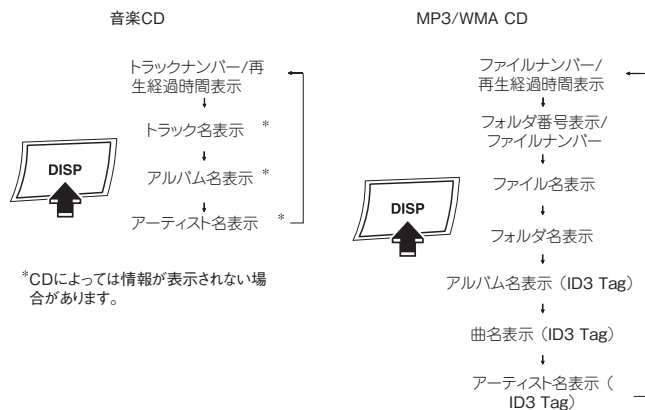 音楽CD
トラックナンバー/再
生経過時間表示
トラック名表示 *
DISP
アルバム名表示 *
アーティスト名表示 *
*CDによっては情報が表示されない場
合があります。
MP3/WMA CD
ファイルナンバー/
再生経過時間表示
フォルダ番号表示/
ファイルナンバー
ファイル名表示
DISP
フォルダ名表示
アルバム名表示 (ID3 Tag)
曲名表示 (ID3 Tag)
アーティスト名表示 (
ID3 Tag)